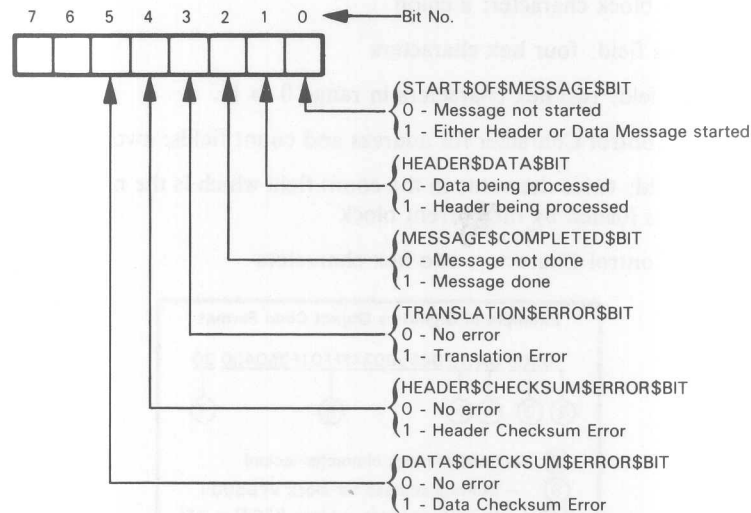 7 6 5 4 3 2 1 0 Bit No.
START$OF$MESSAGE$BIT
0 - Message not started
1 - Either Header or Data Message started
HEADER$DATA$BIT
0 - Data being processed
1 - Header being processed
MESSAGE$COMPLETED$BIT
0 - Message not done
1 - Message done
TRANSLATION$ERROR$BIT
0 - No error
1 - Translation Error
HEADER$CHECKSUM$ERROR$BIT
0 - No error
1 - Header Checksum Error
DATA$CHECKSUM$ERROR$BIT
0 - No error
1 - Data Checksum Error